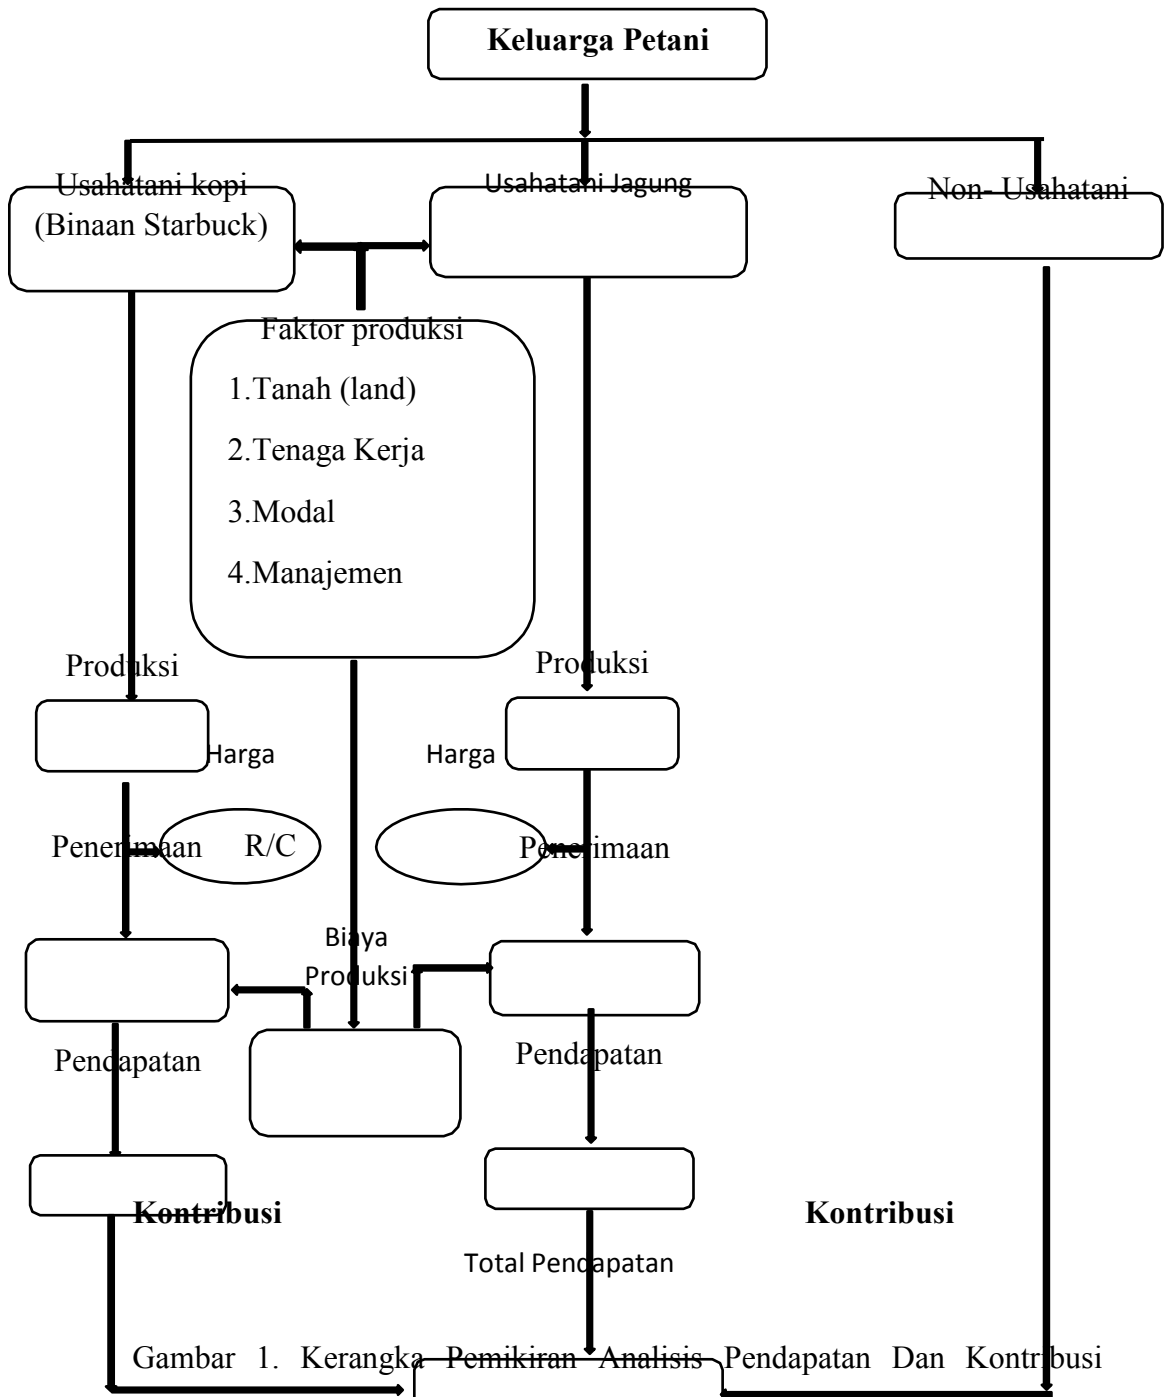 Keluarga Petani
Usahatani kopi
(Binaan Starbuck)
Usahatani Jagung
Non- Usahatani
Faktor produksi
1.Tanah (land)
2.Tenaga Kerja
3.Modal
4.Manajemen
Produksi
Produksi
Harga
Harga
Penerimaan
R/C
Penerimaan
Biaya
Produksi
Pendapatan
Pendapatan
Kontribusi
Kontribusi
Total Pendapatan
Gambar 1. Kerangka Pemikiran Analisis Pendapatan Dan Kontribusi